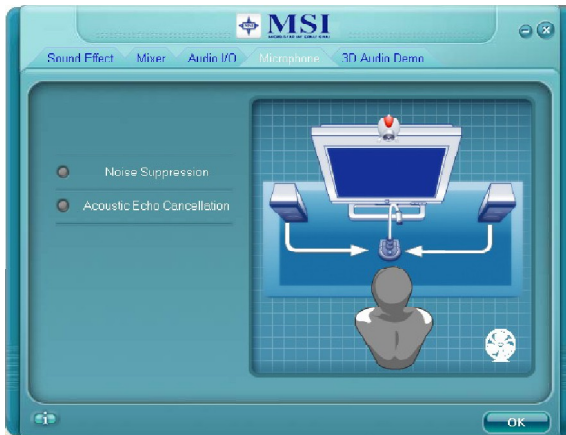 MSI
Sound Effect Mixer Audio I/O Microphone 3D Audio Demo
Noise Suppression
Acoustic Echo Cancellation
OK